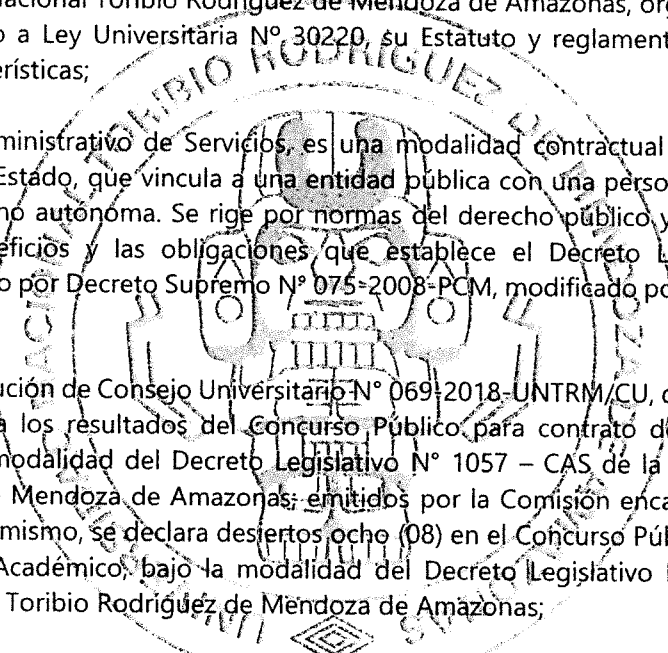 Nacional Toribio Rodríguez de Mendoza de Amazonas, org
o a Ley Universitaria Nº 30220, su Estatuto y reglament
erísticas;
ministrativo de Servicios, es una modalidad contractual
Estado, que vincula a una entidad pública con una perso
no autónoma. Se rige por normas del derecho público y
eficios y las obligaciones que establece el Decreto L
o por Decreto Supremo Nº 075-2008-PCM, modificado po
ución de Consejo Universitario N° 069-2018-UNTRM/CU, d
a los resultados del Concurso Público para contrato d
modalidad del Decreto Legislativo N° 1057 – CAS de la
Mendoza de Amazonas; emitidos por la Comisión enca
mismo, se declara desiertos ocho (08) en el Concurso Púb
Académico, bajo la modalidad del Decreto Legislativo
Toribio Rodríguez de Mendoza de Amazonas;
TORIBIO RODRIGUEZ DE MENDOZA